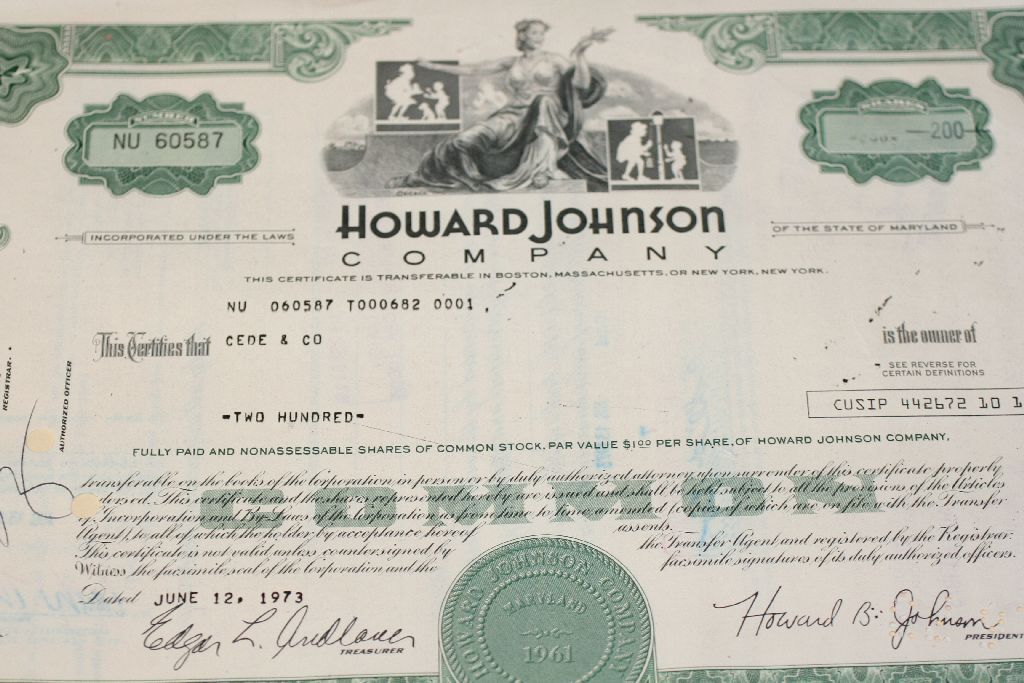 NUMBER
NU 60587
SHARES
—200—
INCORPORATED UNDER THE LAWS
OF THE STATE OF MARYLAND
HOWARD JOHNSON
COMPANY
THIS CERTIFICATE IS TRANSFERABLE IN BOSTON, MASSACHUSETTS, OR NEW YORK, NEW YORK.
NU 060587 T000682 0001,
This Certifies that
CEDE & CO
is the owner of
SEE REVERSE FOR
CERTAIN DEFINITIONS
REGISTRAR.
AUTHORIZED OFFICER
CUSIP 442672 10 1
-TWO HUNDRED-
FULLY PAID AND NONASSESSABLE SHARES OF COMMON STOCK, PAR VALUE $1.00 PER SHARE, OF HOWARD JOHNSON COMPANY,
COMMON
transferable on the books of the Corporation in person or by duly authorized attorney upon surrender of this certificate properly
dorsed. This certificate and the shares represented hereby are issued and shall be held subject to all the provisions of the Articles
of Incorporation and By-Laws of the Corporation as from time to time amended (copies of which are on file with the Transfer
Agent), to all of which the holder by acceptance hereof assents.
This certificate is not valid unless countersigned by the Transfer Agent and registered by the Registrar.
Witness the facsimile seal of the Corporation and the facsimile signatures of its duly authorized officers.
Dated JUNE 12, 1973
Edgar L. Andlauer
TREASURER
HOWARD JOHNSON COMPANY
MARYLAND
1961
Howard B. Johnson
PRESIDENT